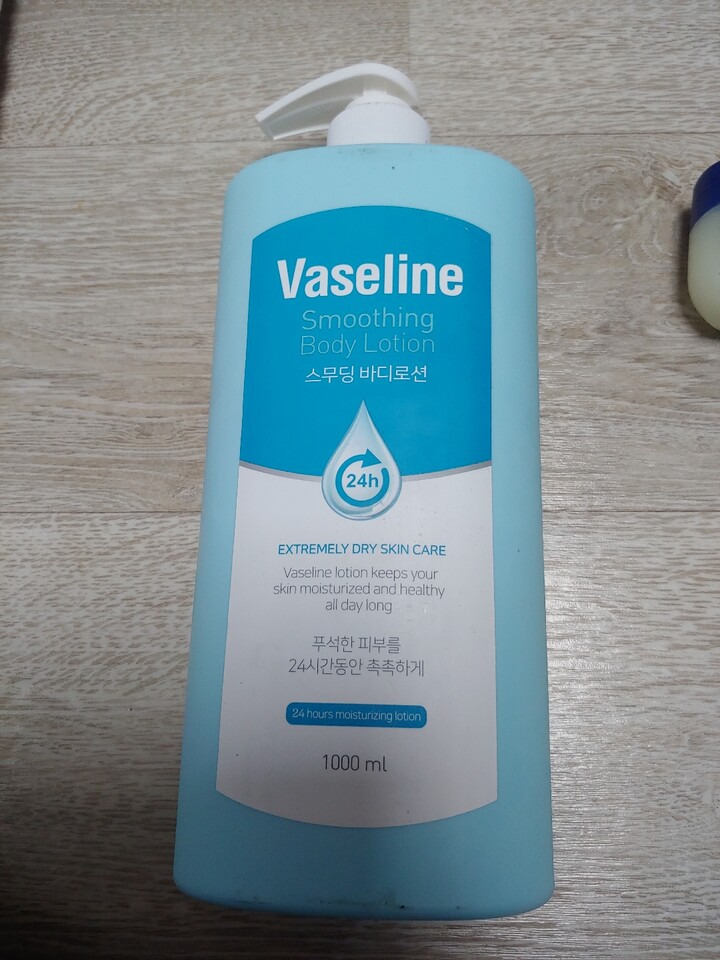 Vaseline
Smoothing
Body Lotion
스무딩 바디로션
24h
EXTREMELY DRY SKIN CARE
Vaseline lotion keeps your
skin moisturized and healthy
all day long
푸석한 피부를
24시간동안 촉촉하게
24 hours moisturizing lotion
1000 ml